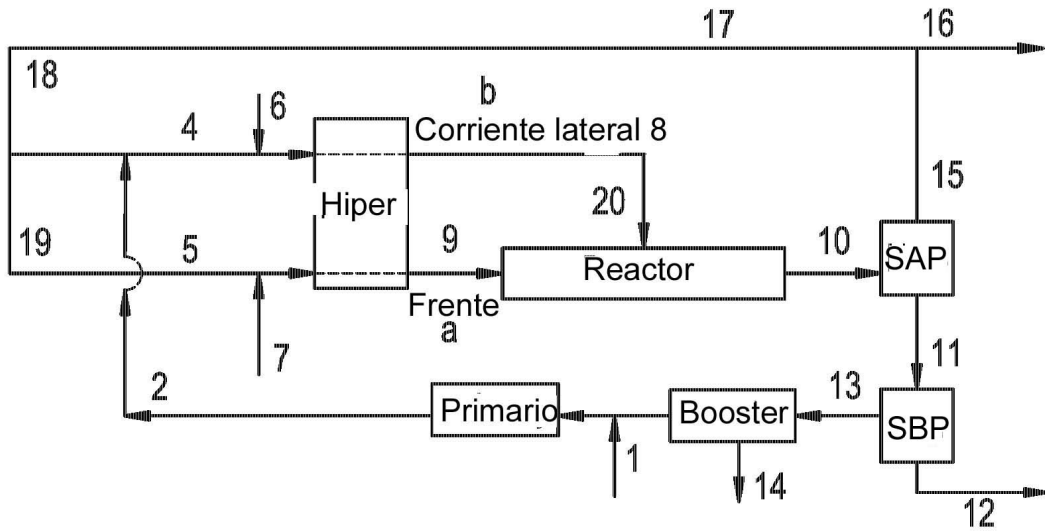 17
16
18
6
b
4
Corriente lateral 8
15
Hiper
20
19
5
9
10
SAP
Reactor
Frente
a
7
11
2
13
Primario
Booster
SBP
1
14
12